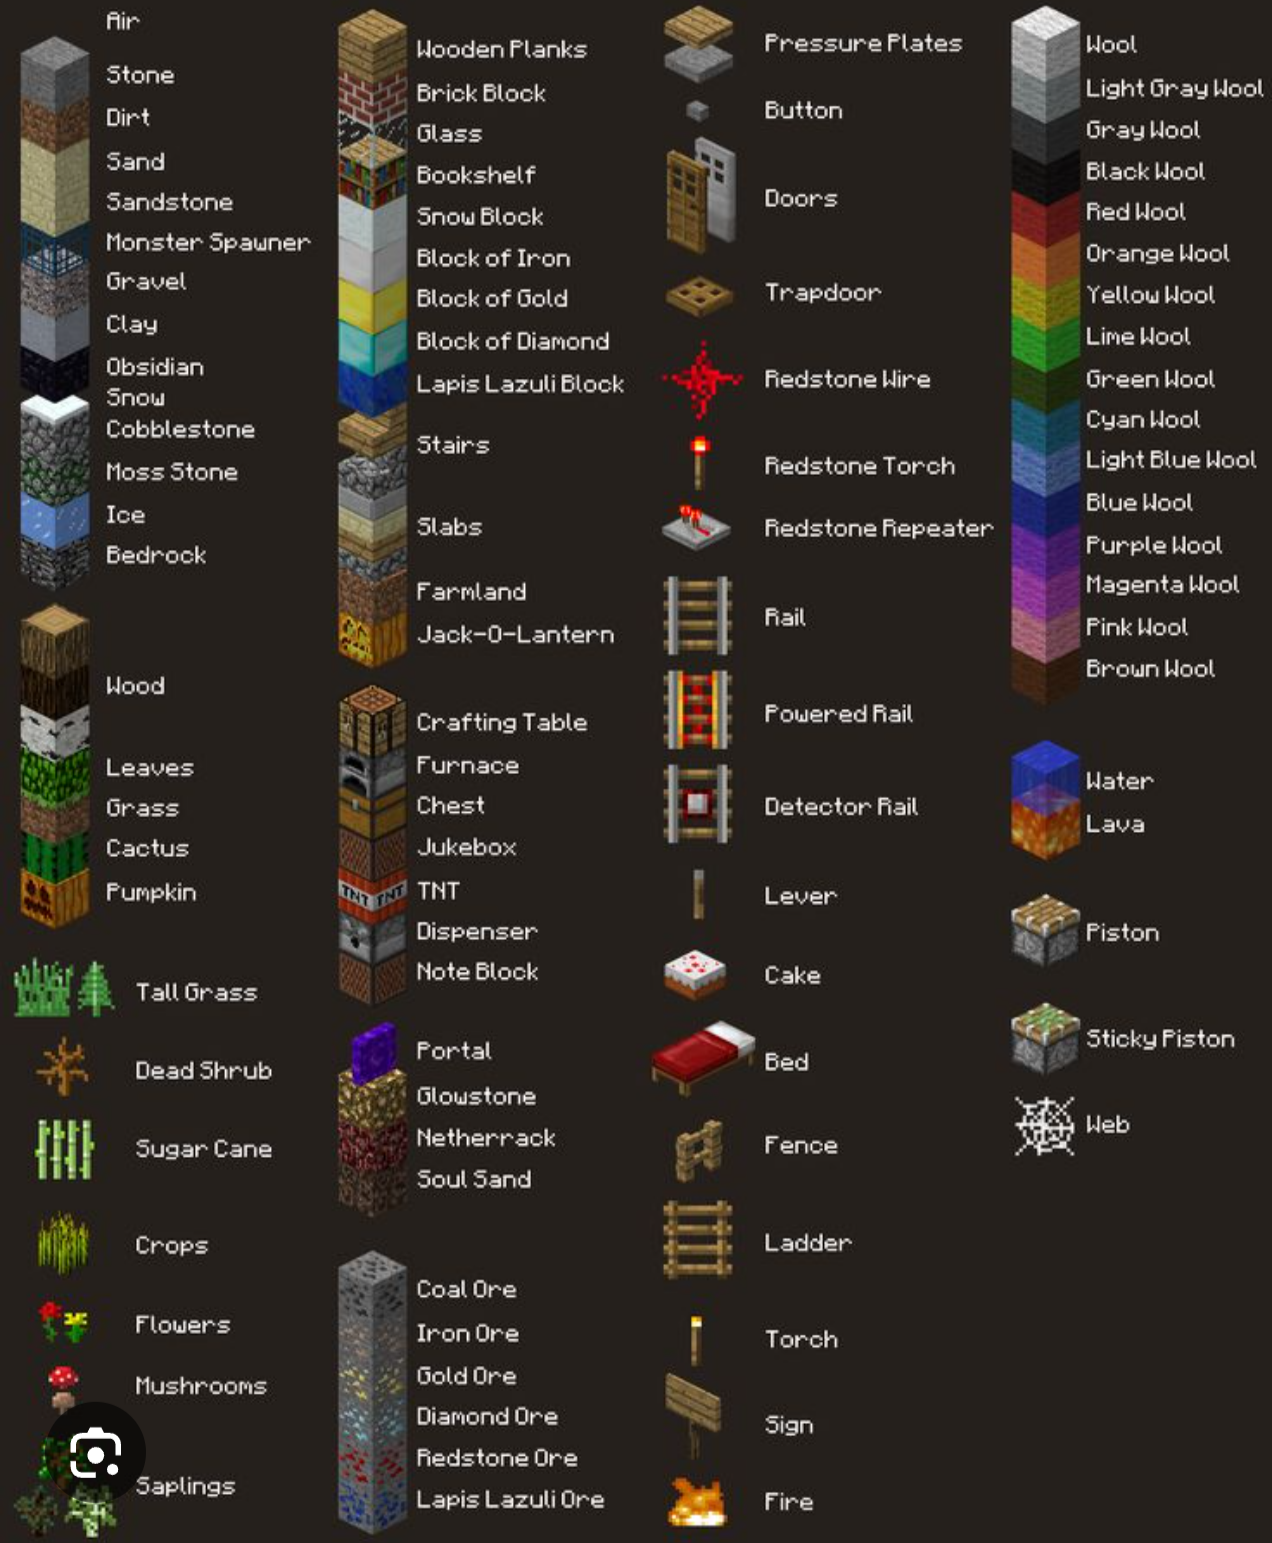 Air
Stone
Dirt
Sand
Sandstone
Monster Spawner
Gravel
Clay
Obsidian
Snow
Cobblestone
Moss Stone
Ice
Bedrock
Wood
Leaves
Grass
Cactus
Pumpkin
Tall Grass
Dead Shrub
Sugar Cane
Crops
Flowers
Mushrooms
Saplings
Wooden Planks
Brick Block
Glass
Bookshelf
Snow Block
Block of Iron
Block of Gold
Block of Diamond
Lapis Lazuli Block
Stairs
Slabs
Farmland
Jack-O-Lantern
Crafting Table
Furnace
Chest
Jukebox
TNT TNT
TNT
Dispenser
Note Block
Portal
Glowstone
Netherrack
Soul Sand
Coal Ore
Iron Ore
Gold Ore
Diamond Ore
Redstone Ore
Lapis Lazuli Ore
Pressure Plates
Button
Doors
Trapdoor
Redstone Wire
Redstone Torch
Redstone Repeater
Rail
Powered Rail
Detector Rail
Lever
Cake
Bed
Fence
Ladder
Torch
Sign
Fire
Wool
Light Gray Wool
Gray Wool
Black Wool
Red Wool
Orange Wool
Yellow Wool
Lime Wool
Green Wool
Cyan Wool
Light Blue Wool
Blue Wool
Purple Wool
Magenta Wool
Pink Wool
Brown Wool
Water
Lava
Piston
Sticky Piston
Web